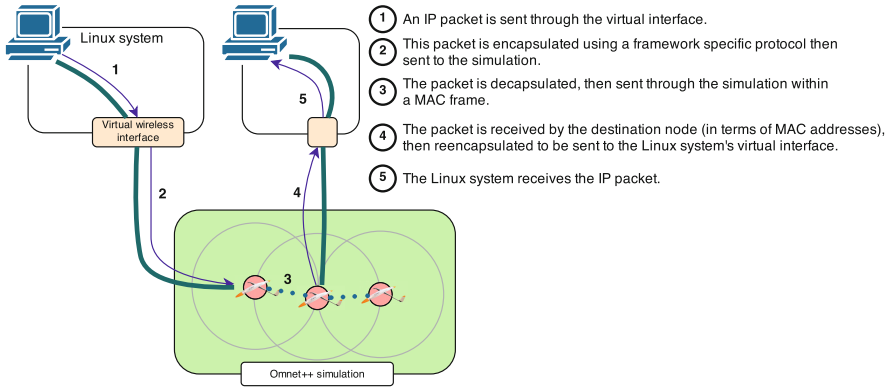 Linux system
1
Virtual wireless
interface
2
5
4
3
Omnet++ simulation
1 An IP packet is sent through the virtual interface.
2 This packet is encapsulated using a framework specific protocol then
sent to the simulation.
3 The packet is decapsulated, then sent through the simulation within
a MAC frame.
4 The packet is received by the destination node (in terms of MAC addresses),
then reencapsulated to be sent to the Linux system's virtual interface.
5 The Linux system receives the IP packet.